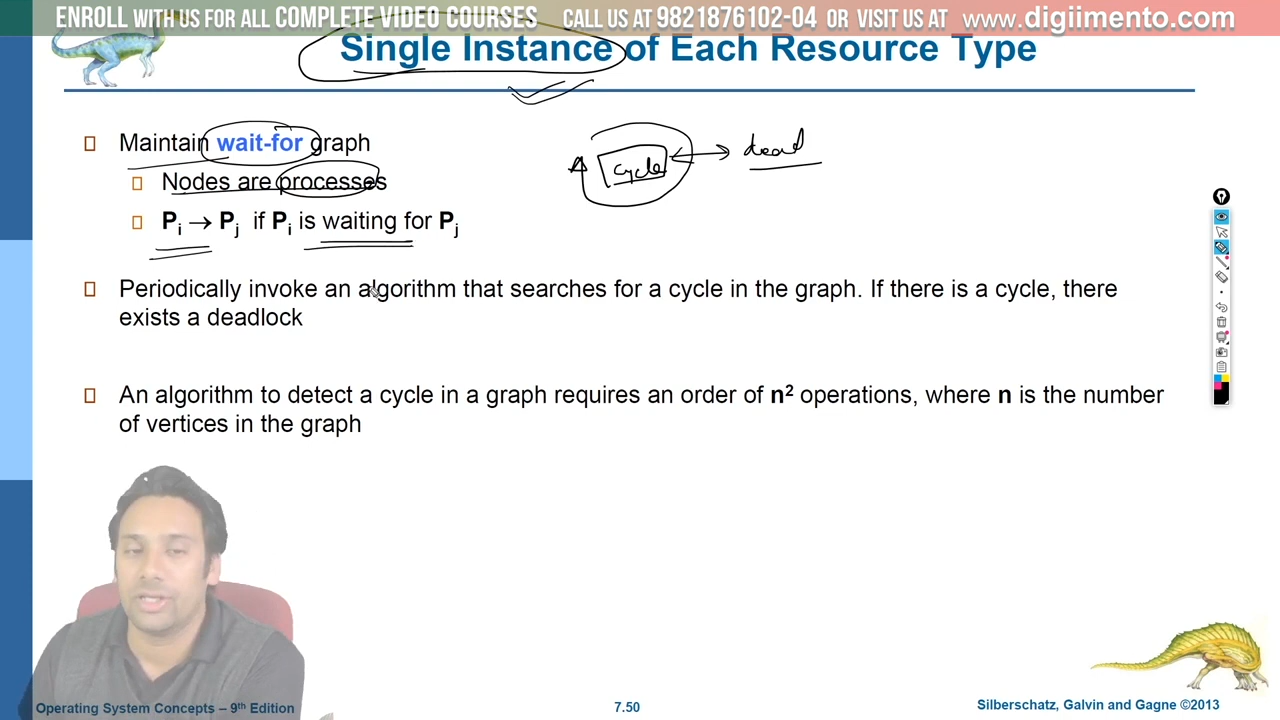 ENROLL WITH US FOR ALL COMPLETE VIDEO COURSES CALL US AT 9821876102-04 OR VISIT US AT www.digiimento.com
Single Instance of Each Resource Type
Maintain wait-for graph
cycle
dead
Nodes are processes
Pi → Pj if Pi is waiting for Pj
Periodically invoke an algorithm that searches for a cycle in the graph. If there is a cycle, there
exists a deadlock
An algorithm to detect a cycle in a graph requires an order of n² operations, where n is the number
of vertices in the graph
Operating System Concepts – 9th Edition
7.50
Silberschatz, Galvin and Gagne ©2013